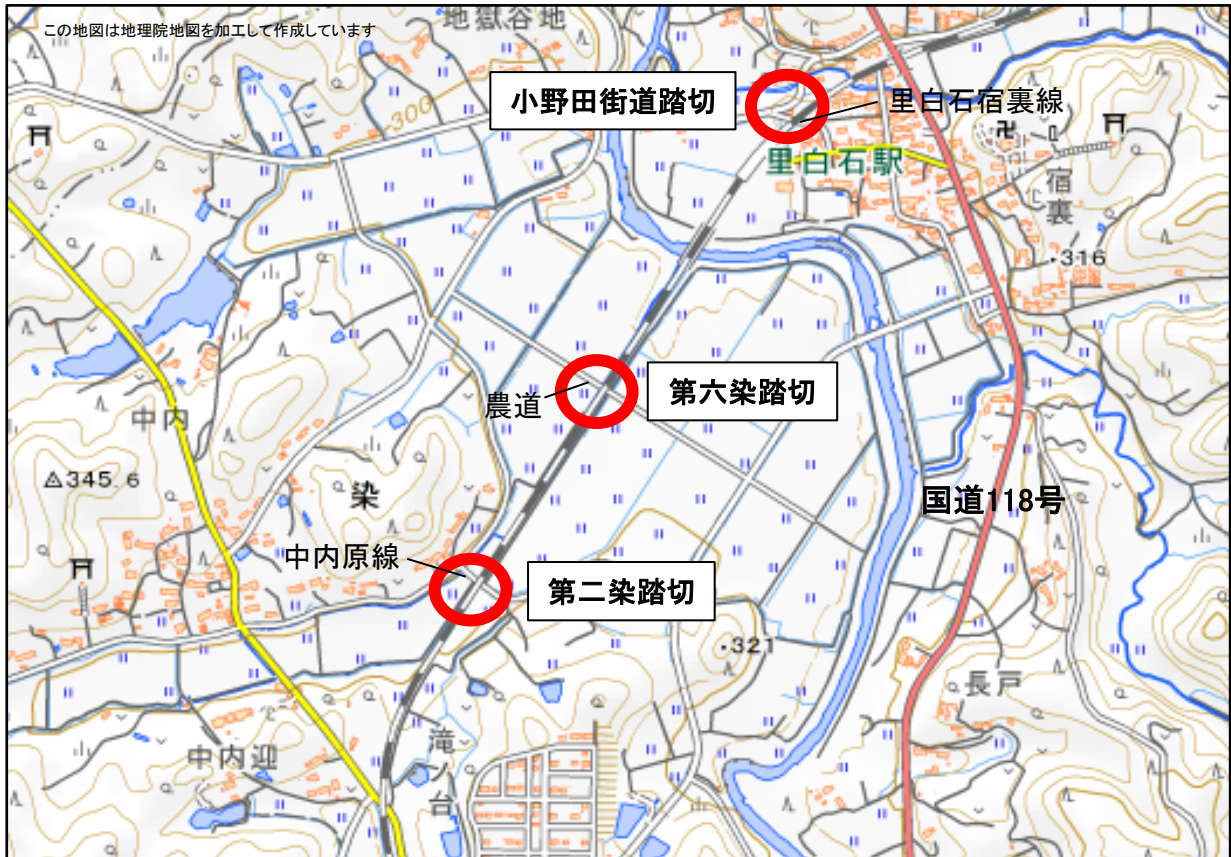 この地図は地理院地図を加工して作成しています
地獄谷地
300
小野田街道踏切
里白石宿裏線
里白石駅
宿裏
316
農道
第六染踏切
中内
345.6
染
国道118号
中内原線
第二染踏切
321
長戸
中内迎
滝ノ台